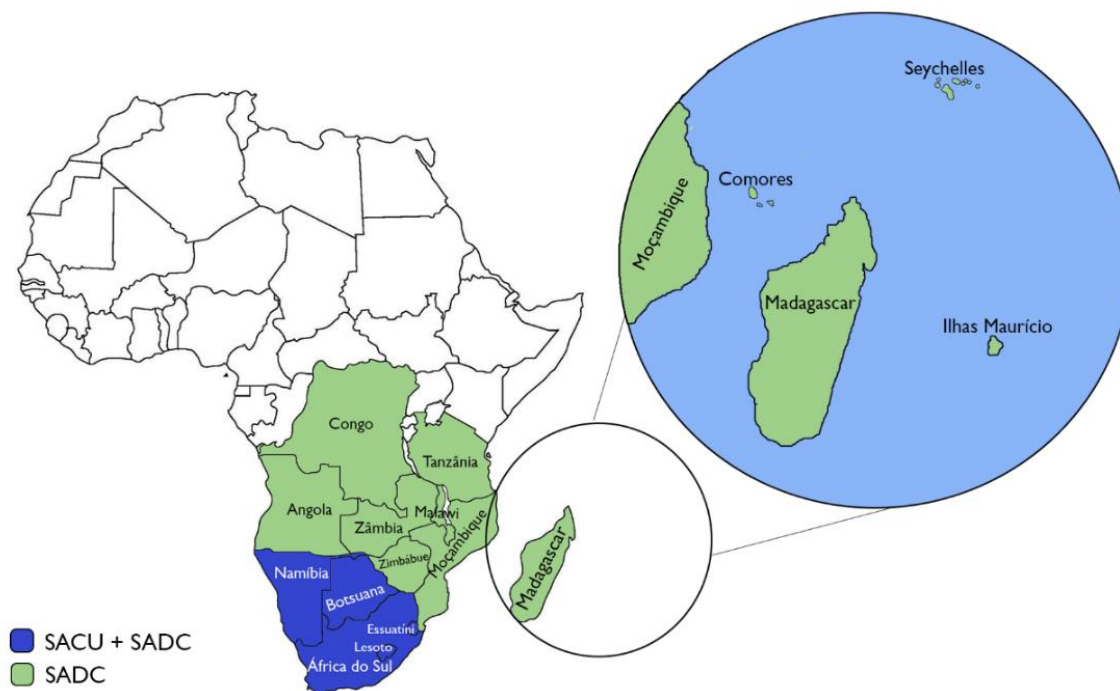 Seychelles
Comores
Moçambique
Madagascar
Ilhas Maurício
Congo
Tanzânia
Angola
Malawi
Zâmbia
Moçambique
Zimbábue
Madagascar
Namíbia
Botsuana
Essuatíni
Lesoto
África do Sul
SACU + SADC
SADC